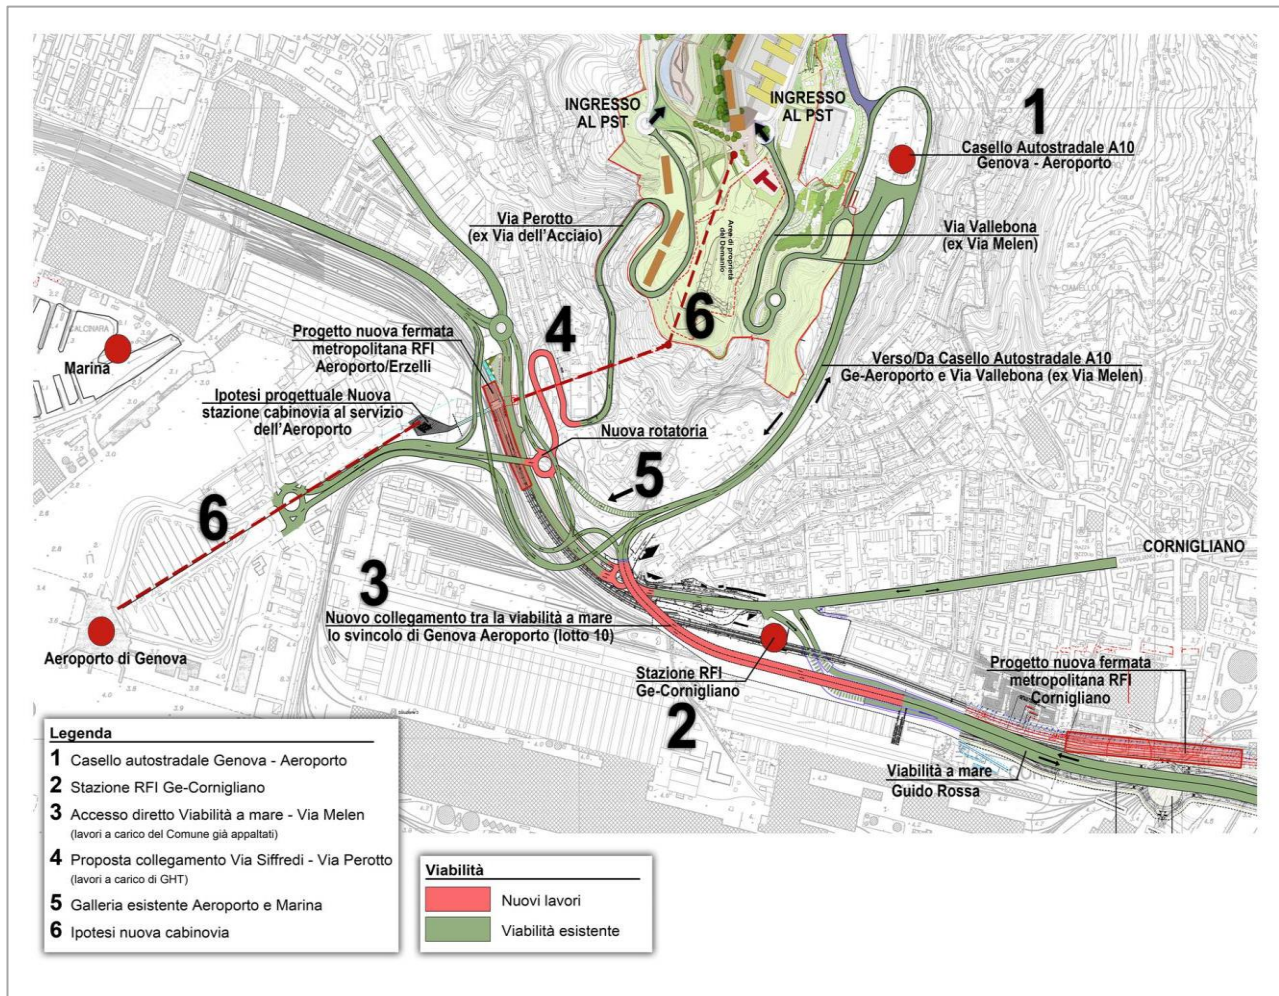 INGRESSO
AL PST
INGRESSO
AL PST
1
Casello Autostradale A10
Genova - Aeroporto
Via Perotto
(ex Via dell'Acciaio)
Area di proprietà
del Demanio
Via Vallebona
(ex Via Melen)
6
4
Progetto nuova fermata
metropolitana RFI
Aeroporto/Erzelli
CALCINARA
Marina
Verso/Da Casello Autostradale A10
Ge-Aeroporto e Via Vallebona (ex Via Melen)
Ipotesi progettuale Nuova
stazione cabinovia al servizio
dell'Aeroporto
Nuova rotatoria
5
6
CORNIGLIANO
3
Nuovo collegamento tra la viabilità a mare
lo svincolo di Genova Aeroporto (lotto 10)
Aeroporto di Genova
Stazione RFI
Ge-Cornigliano
2
Progetto nuova fermata
metropolitana RFI
Cornigliano
Viabilità a mare
Guido Rossa
Legenda
1 Casello autostradale Genova - Aeroporto
2 Stazione RFI Ge-Cornigliano
3 Accesso diretto Viabilità a mare - Via Melen
(lavori a carico del Comune già appaltati)
4 Proposta collegamento Via Siffredi - Via Perotto
(lavori a carico di GHT)
5 Galleria esistente Aeroporto e Marina
6 Ipotesi nuova cabinovia
Viabilità
Nuovi lavori
Viabilità esistente